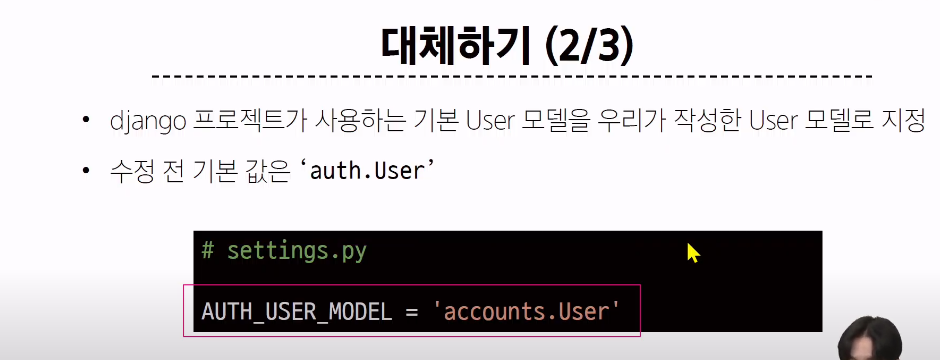 대체하기 (2/3)
• django 프로젝트가 사용하는 기본 User 모델을 우리가 작성한 User 모델로 지정
• 수정 전 기본 값은 ‘auth.User’
# settings.py
AUTH_USER_MODEL = 'accounts.User'